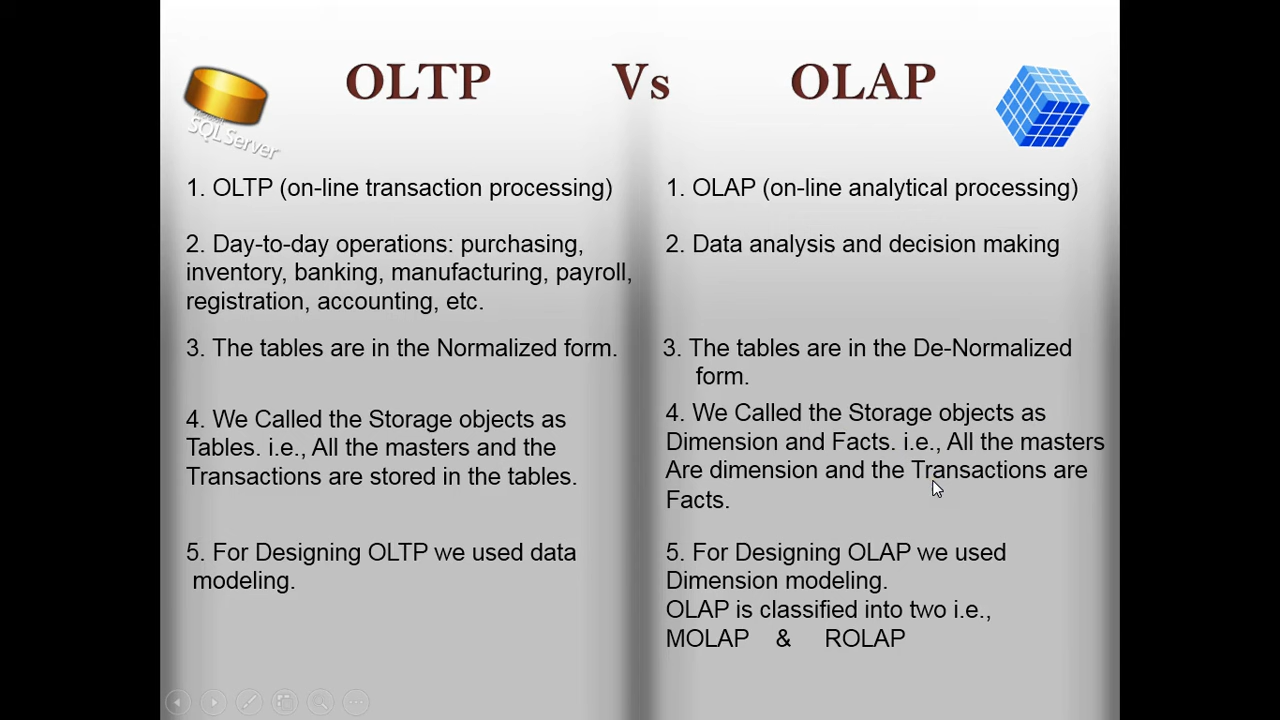 OLTP Vs OLAP
Microsoft
SQL Server
1. OLTP (on-line transaction processing)
2. Day-to-day operations: purchasing,
inventory, banking, manufacturing, payroll,
registration, accounting, etc.
3. The tables are in the Normalized form.
4. We Called the Storage objects as
Tables. i.e., All the masters and the
Transactions are stored in the tables.
5. For Designing OLTP we used data
modeling.
1. OLAP (on-line analytical processing)
2. Data analysis and decision making
3. The tables are in the De-Normalized
form.
4. We Called the Storage objects as
Dimension and Facts. i.e., All the masters
Are dimension and the Transactions are
Facts.
5. For Designing OLAP we used
Dimension modeling.
OLAP is classified into two i.e.,
MOLAP & ROLAP